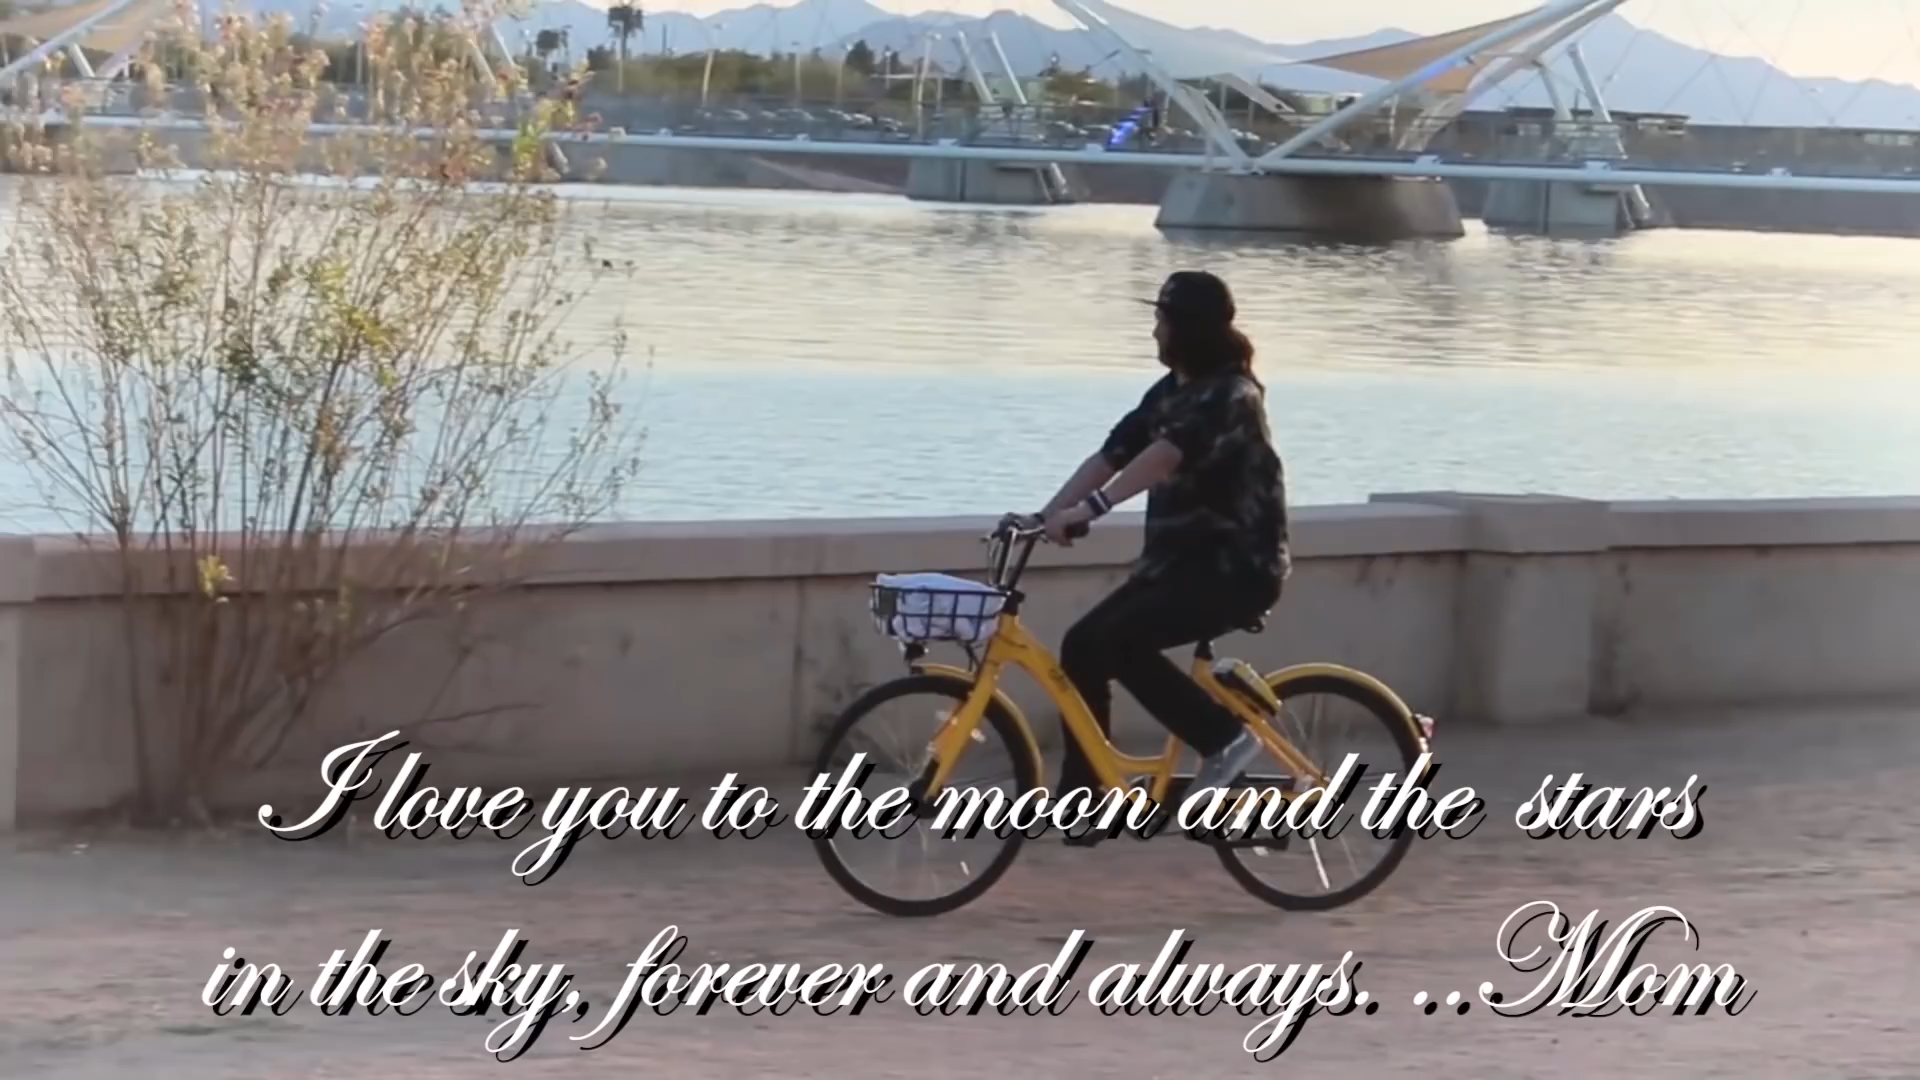 I love you to the moon and the stars
in the sky, forever and always. ..Mom